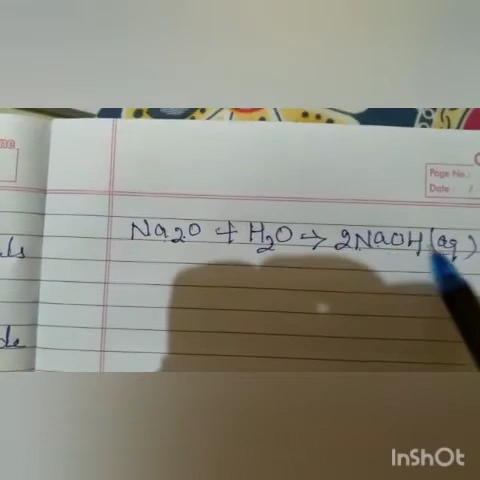 Page No.:
Date /
Na2O + H2O → 2NaOH (aq)
InShOt